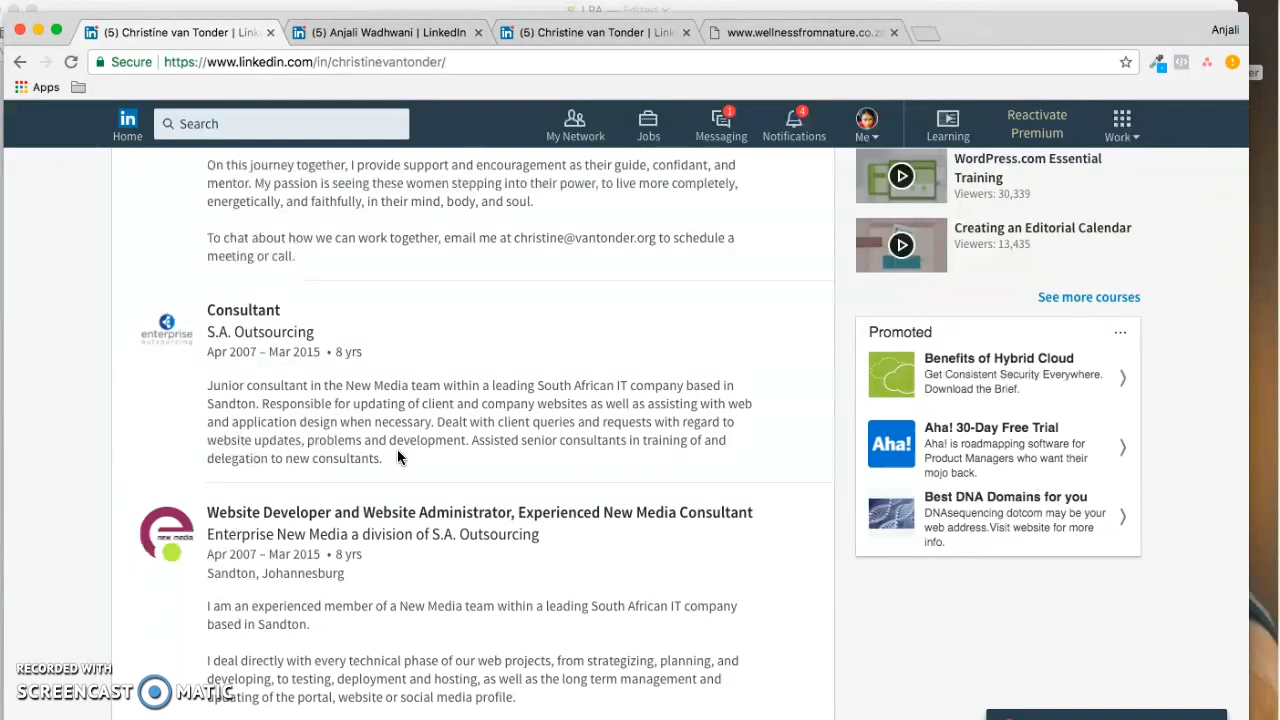 LPA — Edited
(5) Christine van Tonder | Link
(5) Anjali Wadhwani | LinkedIn
(5) Christine van Tonder | Link
www.wellnessfromnature.co.z
Anjali
Secure
https://www.linkedin.com/in/christinevantonder/
Apps
in
Home
Search
My Network
Jobs
1
Messaging
4
Notifications
Me
Learning
Reactivate
Premium
Work
On this journey together, I provide support and encouragement as their guide, confidant, and
mentor. My passion is seeing these women stepping into their power, to live more completely,
energetically, and faithfully, in their mind, body, and soul.
To chat about how we can work together, email me at christine@vantonder.org to schedule a
meeting or call.
enterprise
outsourcing
Consultant
S.A. Outsourcing
Apr 2007 – Mar 2015 • 8 yrs
Junior consultant in the New Media team within a leading South African IT company based in
Sandton. Responsible for updating of client and company websites as well as assisting with web
and application design when necessary. Dealt with client queries and requests with regard to
website updates, problems and development. Assisted senior consultants in training of and
delegation to new consultants.
new media
Website Developer and Website Administrator, Experienced New Media Consultant
Enterprise New Media a division of S.A. Outsourcing
Apr 2007 – Mar 2015 • 8 yrs
Sandton, Johannesburg
I am an experienced member of a New Media team within a leading South African IT company
based in Sandton.
I deal directly with every technical phase of our web projects, from strategizing, planning, and
developing, to testing, deployment and hosting, as well as the long term management and
updating of the portal, website or social media profile.
WordPress.com Essential
Training
Viewers: 30,339
Creating an Editorial Calendar
Viewers: 13,435
See more courses
Promoted
...
Benefits of Hybrid Cloud
Get Consistent Security Everywhere.
Download the Brief.
Aha!
Aha! 30-Day Free Trial
Aha! is roadmapping software for
Product Managers who want their
mojo back.
Best DNA Domains for you
DNAsequencing dotcom may be your
web address.Visit website for more
info.
RECORDED WITH
SCREENCAST MATIC